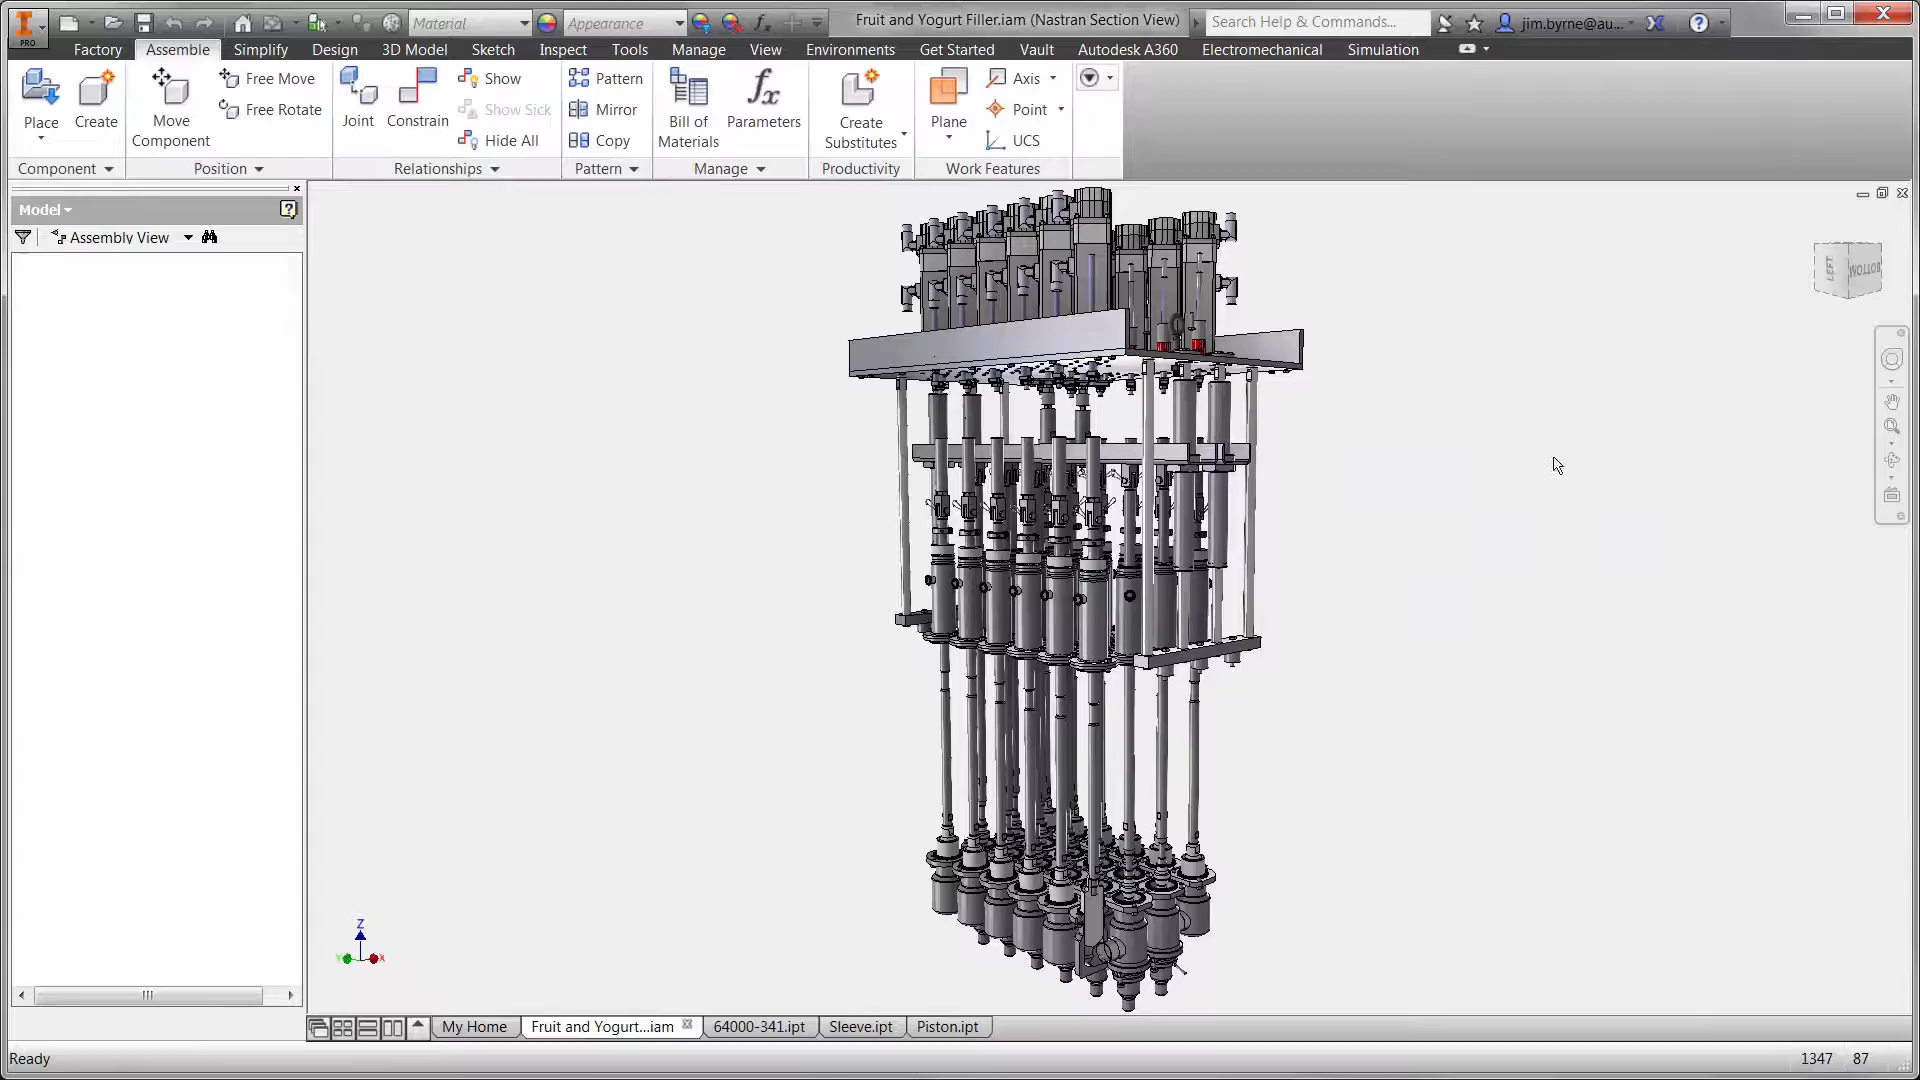 Material
Appearance
Fruit and Yogurt Filler.iam (Nastran Section View)
Search Help & Commands...
jim.byrne@au...
PRO
Factory
Assemble
Simplify
Design
3D Model
Sketch
Inspect
Tools
Manage
View
Environments
Get Started
Vault
Autodesk A360
Electromechanical
Simulation
Place
Create
Move
Component
Free Move
Free Rotate
Joint
Constrain
Show
Show Sick
Hide All
Pattern
Mirror
Copy
Bill of
Materials
fx
Parameters
Create
Substitutes
Plane
Axis
Point
UCS
Component
Position
Relationships
Pattern
Manage
Productivity
Work Features
Model
Assembly View
LEFT
BOTTOM
Z
Y
X
My Home
Fruit and Yogurt...iam
64000-341.ipt
Sleeve.ipt
Piston.ipt
Ready
1347
87